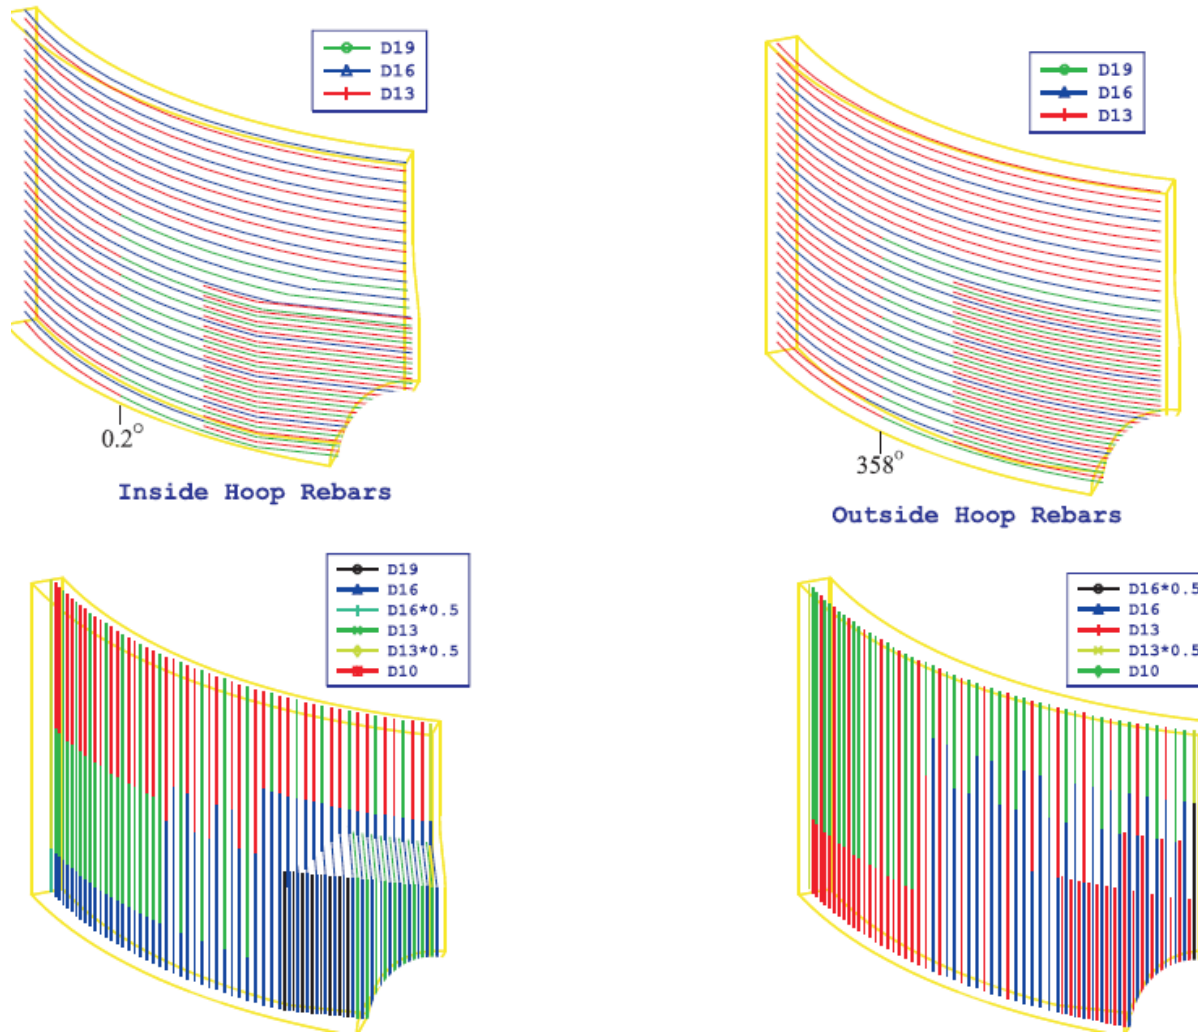 D19
D16
D13
0.2°
Inside Hoop Rebars
D19
D16
D13
358°
Outside Hoop Rebars
D19
D16
D16*0.5
D13
D13*0.5
D10
D16*0.5
D16
D13
D13*0.5
D10